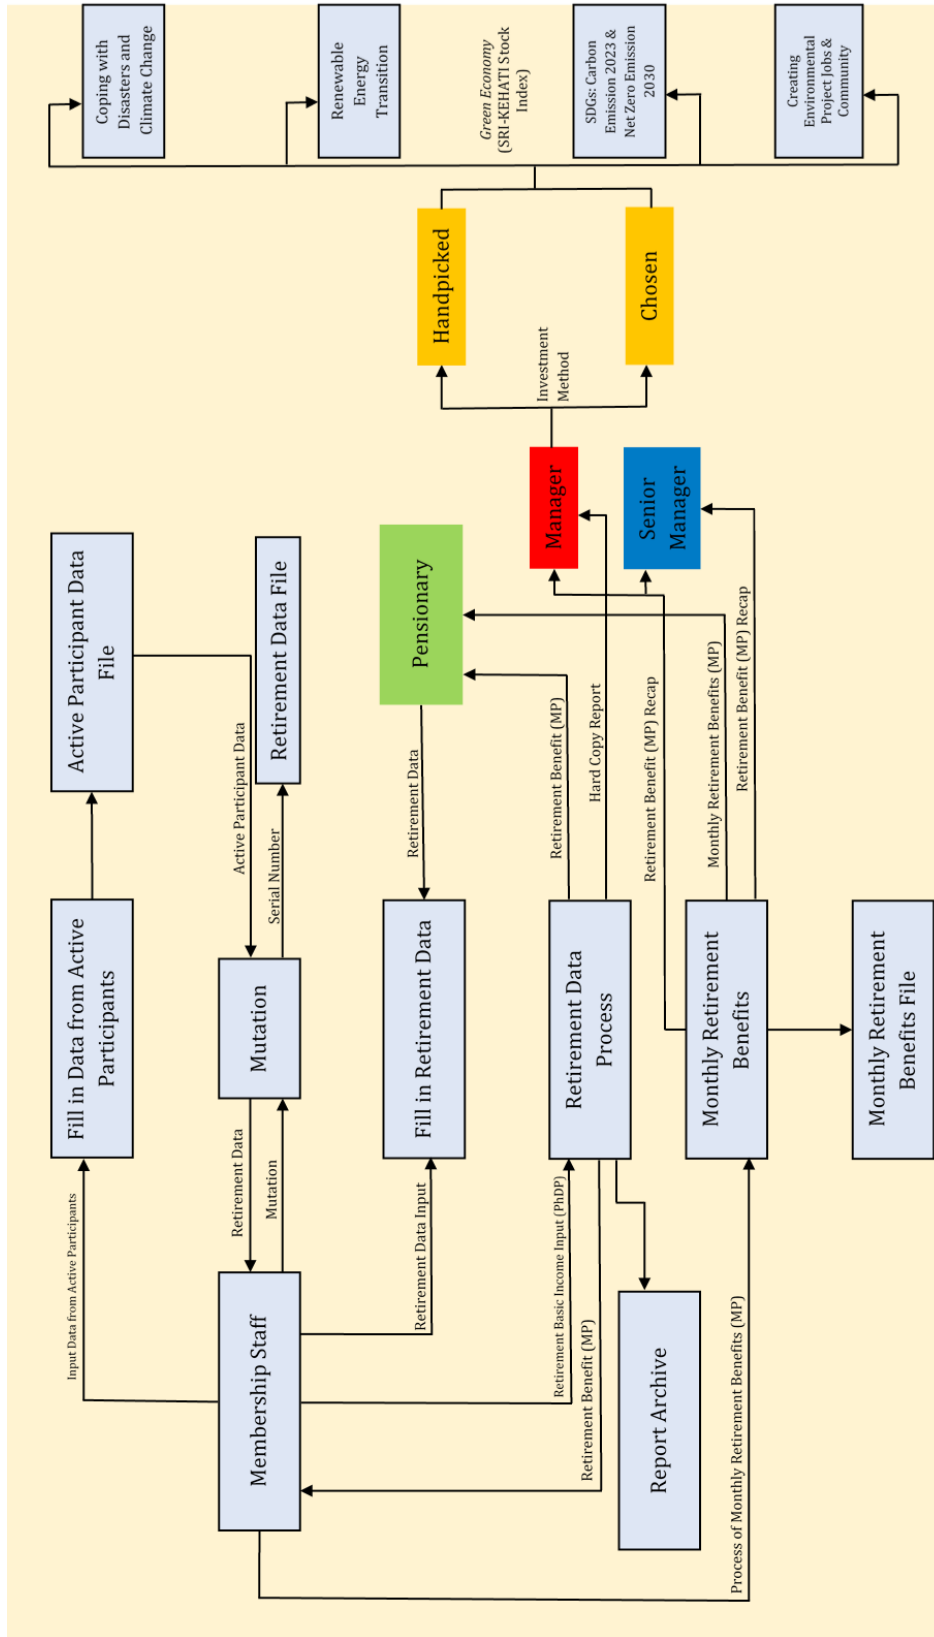 Coping with
Disasters and
Climate Change
Renewable
Energy
Transition
Green Economy
(SRI-KEHATI Stock
Index)
SDGs: Carbon
Emission 2023 &
Net Zero Emission
2030
Creating
Environmental
Project Jobs &
Community
Handpicked
Chosen
Investment
Method
Manager
Senior
Manager
Pensionary
Active Participant Data
File
Retirement Data File
Active Participant Data
Serial Number
Retirement Data
Retirement Benefit (MP)
Hard Copy Report
Retirement Benefit (MP) Recap
Monthly Retirement Benefits (MP)
Retirement Benefit (MP) Recap
Fill in Data from Active
Participants
Mutation
Fill in Retirement Data
Retirement Data
Process
Monthly Retirement
Benefits
Monthly Retirement
Benefits File
Input Data from Active Participants
Retirement Data
Mutation
Retirement Data Input
Retirement Basic Income Input (PhDP)
Retirement Benefit (MP)
Process of Monthly Retirement Benefits (MP)
Membership Staff
Report Archive